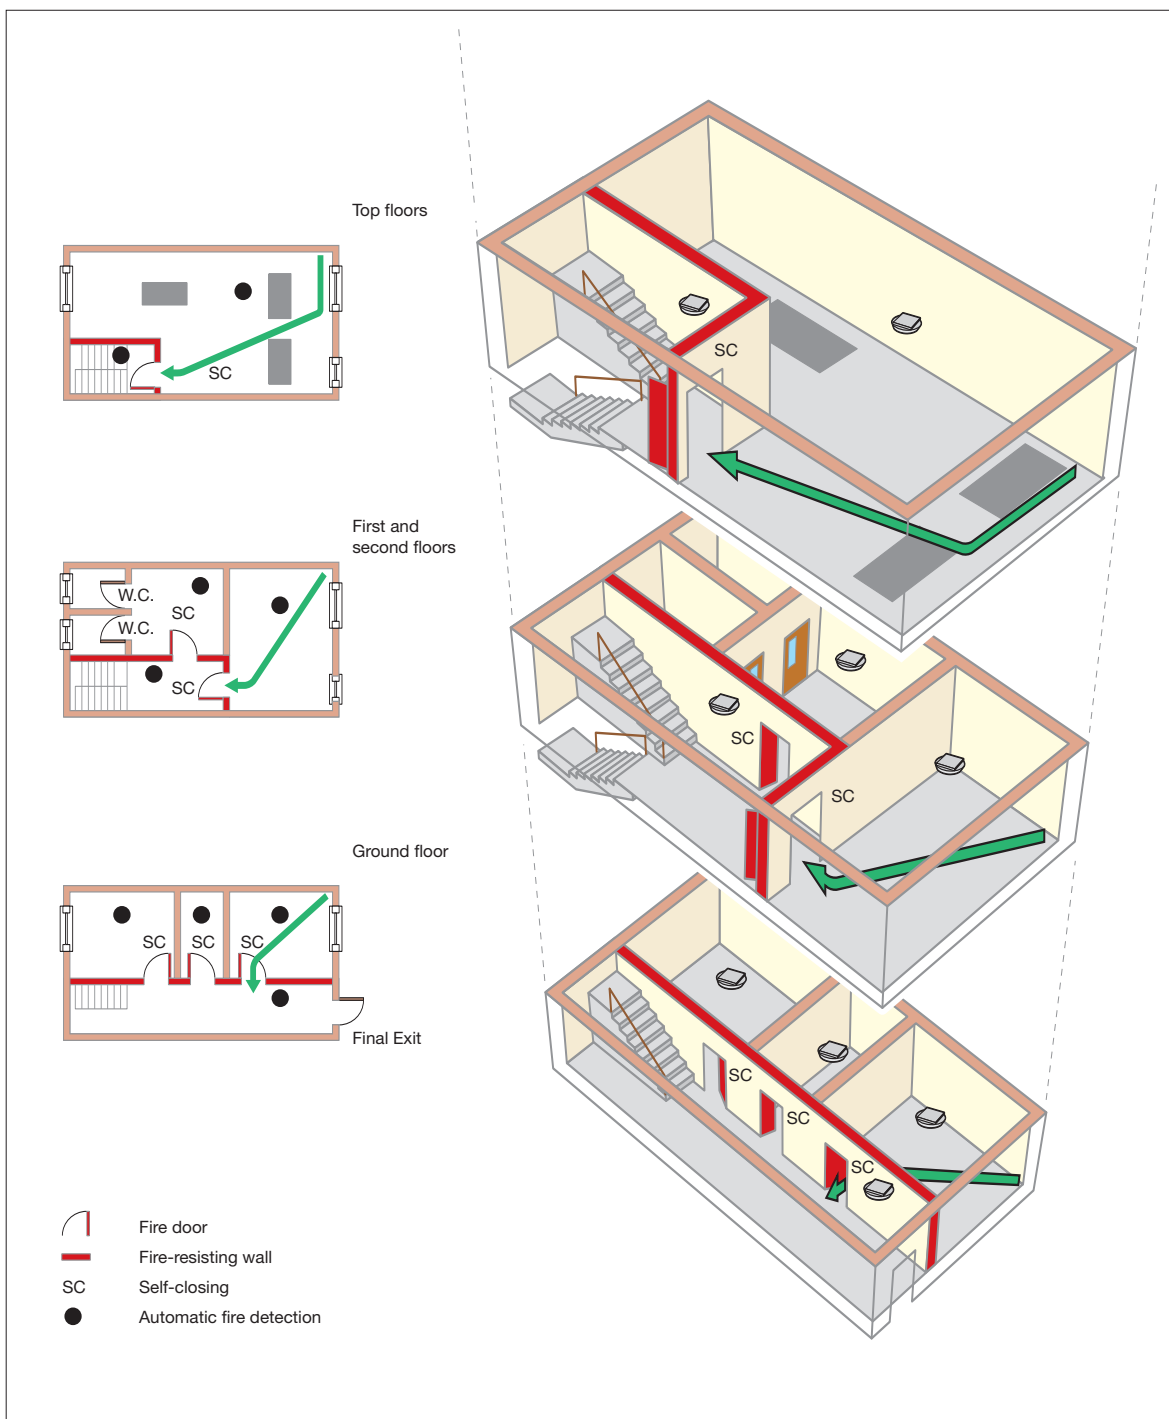 Top floors
SC
SC
First and
second floors
W.C.
SC
W.C.
SC
SC
SC
Ground floor
SC
SC
SC
Final Exit
SC
SC
SC
Fire door
Fire-resisting wall
SC
Self-closing
Automatic fire detection